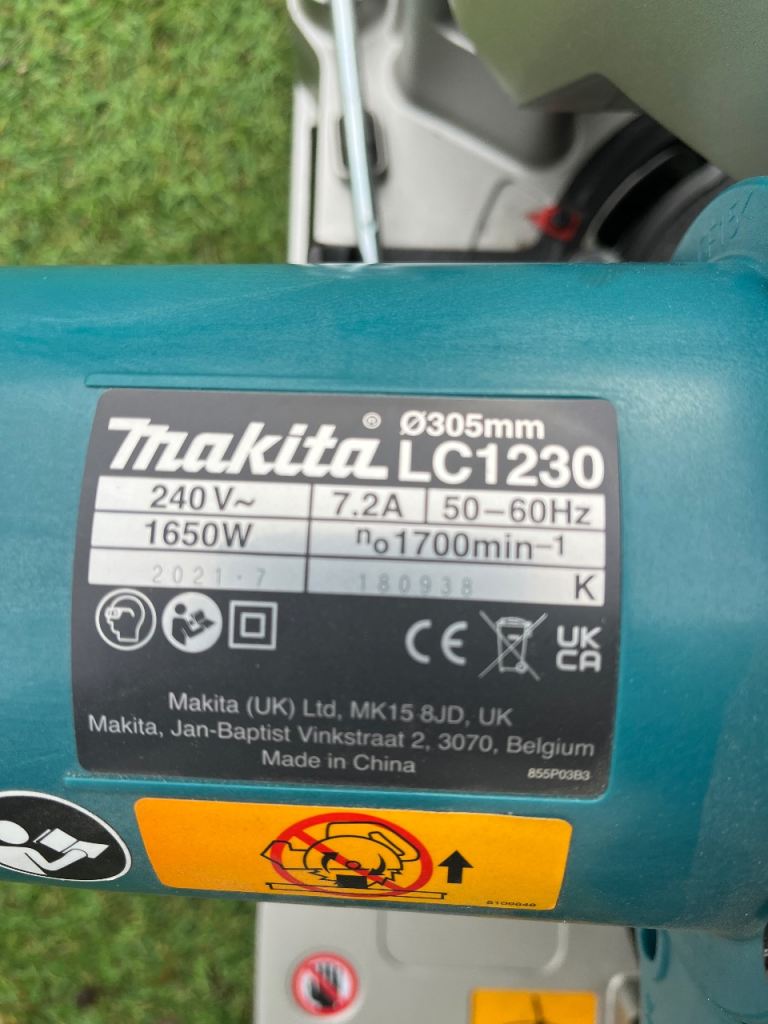 Ø305mm
makita® LC1230
240V~ 7.2A 50-60Hz
1650W no1700min-1
2021.7 180938 K
CE UK
CA
Makita (UK) Ltd, MK15 8JD, UK
Makita, Jan-Baptist Vinkstraat 2, 3070, Belgium
Made in China
855P03B3